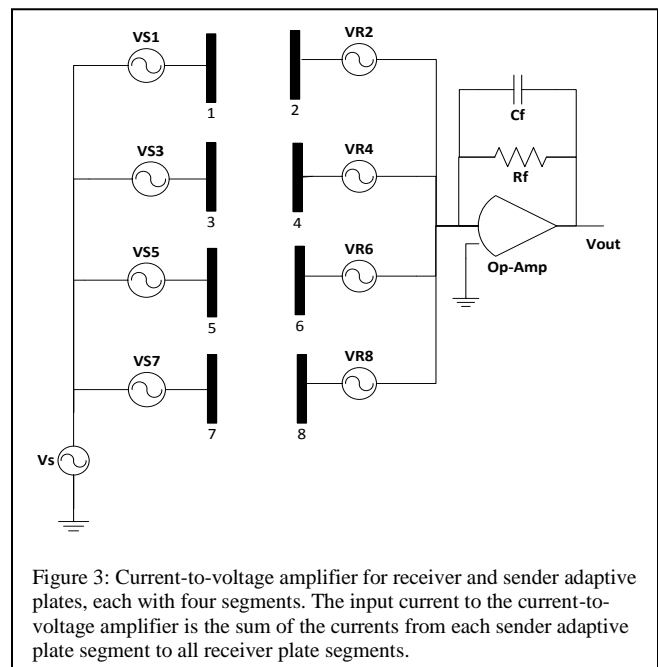 VS1
VR2
1
2
Cf
VS3
VR4
Rf
3
4
Vout
VS5
VR6
Op-Amp
5
6
VS7
VR8
7
8
Vs
Figure 3: Current-to-voltage amplifier for receiver and sender adaptive
plates, each with four segments. The input current to the current-to-
voltage amplifier is the sum of the currents from each sender adaptive
plate segment to all receiver plate segments.